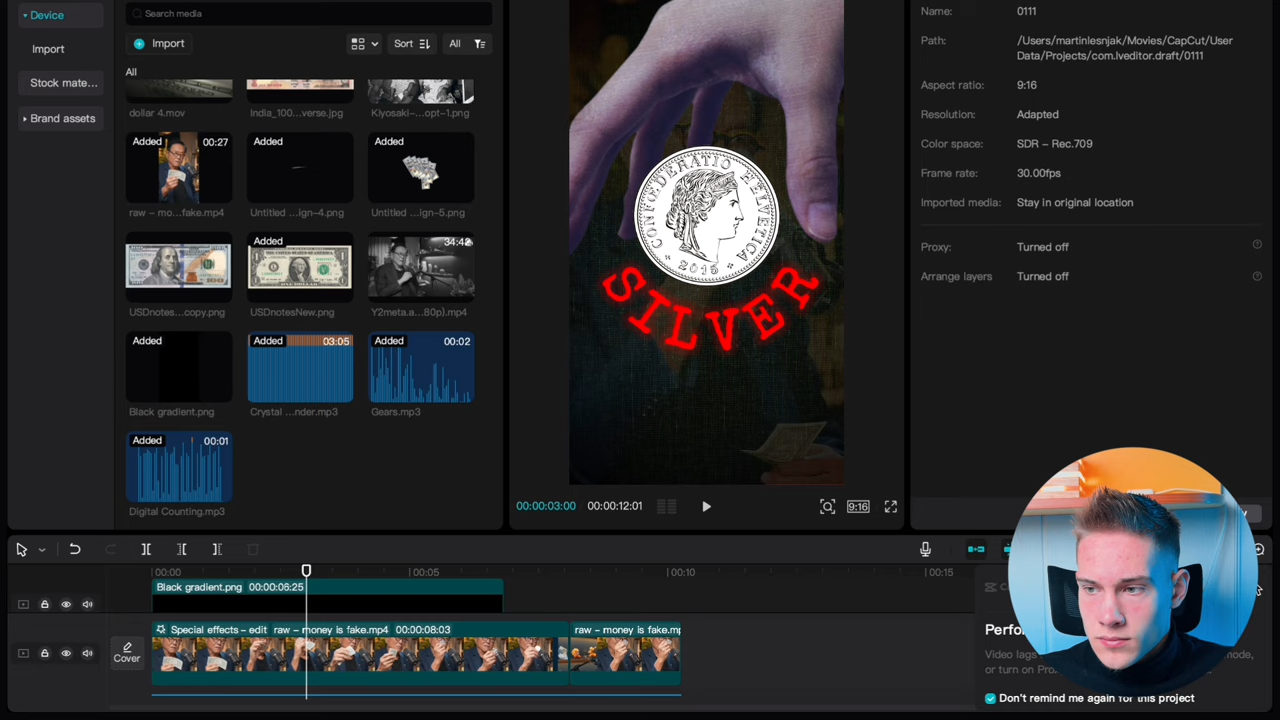 Device
Import
Stock mate...
Brand assets
Search media
Import
Sort
All
All
dollar 4.mov
India_100...verse.jpg
Kiyosaki-...opt-1.png
Added
00:27
Added
Added
raw - mo...fake.mp4
Untitled ...ign-4.png
Untitled ...ign-5.png
Added
34:42
USDnotes...copy.png
USDnotesNew.png
Y2meta.a...80p).mp4
Added
Added
03:05
Added
00:02
Black gradient.png
Crystal ...nder.mp3
Gears.mp3
Added
00:01
Digital Counting.mp3
CONFŒDERATIO HELVETICA
2015
SILVER
00:00:03:00
00:00:12:01
9:16
Name:
0111
Path:
/Users/martinlesnjak/Movies/CapCut/User
Data/Projects/com.lveditor.draft/0111
Aspect ratio:
9:16
Resolution:
Adapted
Color space:
SDR - Rec.709
Frame rate:
30.00fps
Imported media:
Stay in original location
Proxy:
Turned off
Arrange layers
Turned off
00:00
00:05
00:10
00:15
Black gradient.png 00:00:06:25
Cover
Special effects - edit raw - money is fake.mp4 00:00:08:03
raw - money is fake.mp
Perfo
Video lags
mode,
or turn on Pro
Don't remind me again for this project